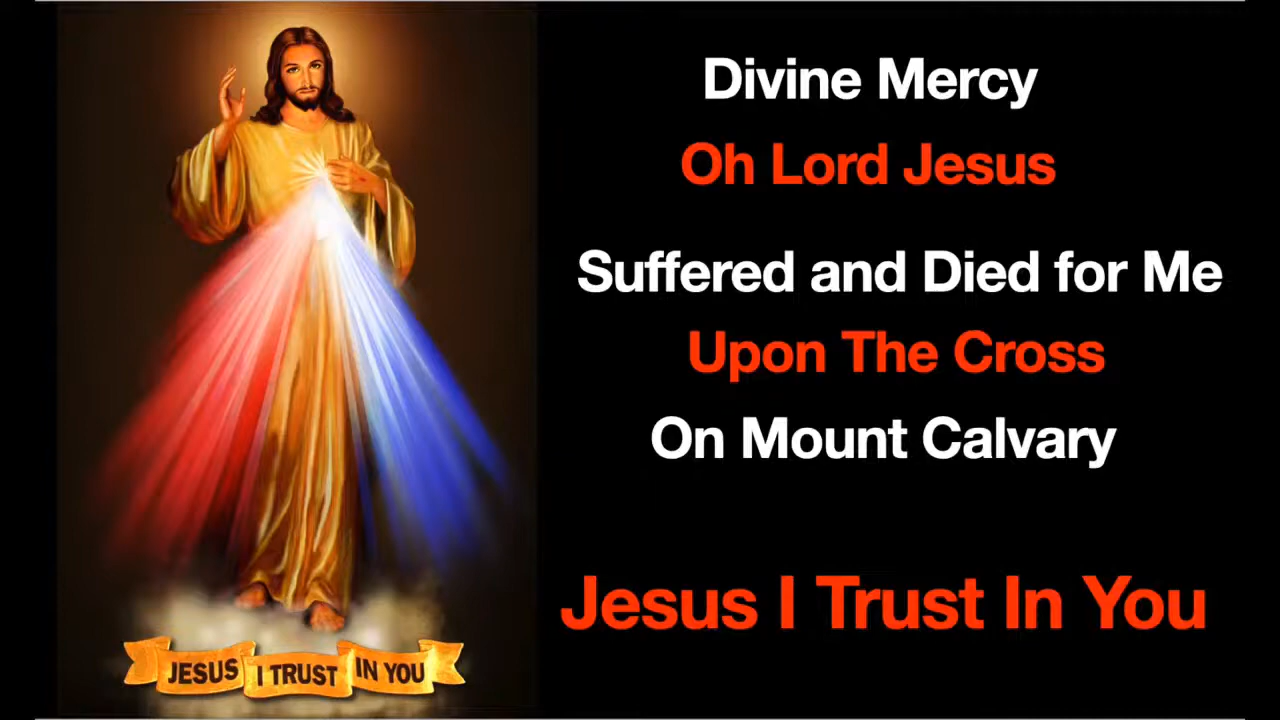 Divine Mercy
Oh Lord Jesus
Suffered and Died for Me
Upon The Cross
On Mount Calvary
Jesus I Trust In You
JESUS I TRUST IN YOU